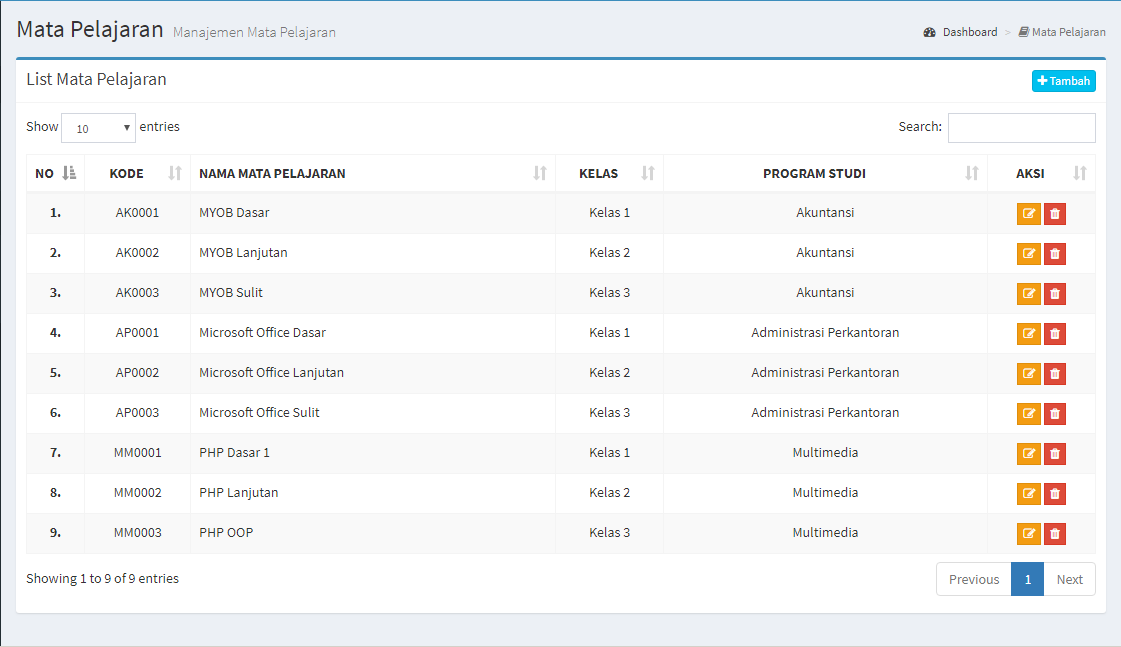 Mata Pelajaran Manajemen Mata Pelajaran Dashboard > Mata Pelajaran
List Mata Pelajaran Tambah
Show 10 entries Search:
NO KODE NAMA MATA PELAJARAN KELAS PROGRAM STUDI AKSI
1. AK0001 MYOB Dasar Kelas 1 Akuntansi
2. AK0002 MYOB Lanjutan Kelas 2 Akuntansi
3. AK0003 MYOB Sulit Kelas 3 Akuntansi
4. AP0001 Microsoft Office Dasar Kelas 1 Administrasi Perkantoran
5. AP0002 Microsoft Office Lanjutan Kelas 2 Administrasi Perkantoran
6. AP0003 Microsoft Office Sulit Kelas 3 Administrasi Perkantoran
7. MM0001 PHP Dasar 1 Kelas 1 Multimedia
8. MM0002 PHP Lanjutan Kelas 2 Multimedia
9. MM0003 PHP OOP Kelas 3 Multimedia
Showing 1 to 9 of 9 entries Previous 1 Next